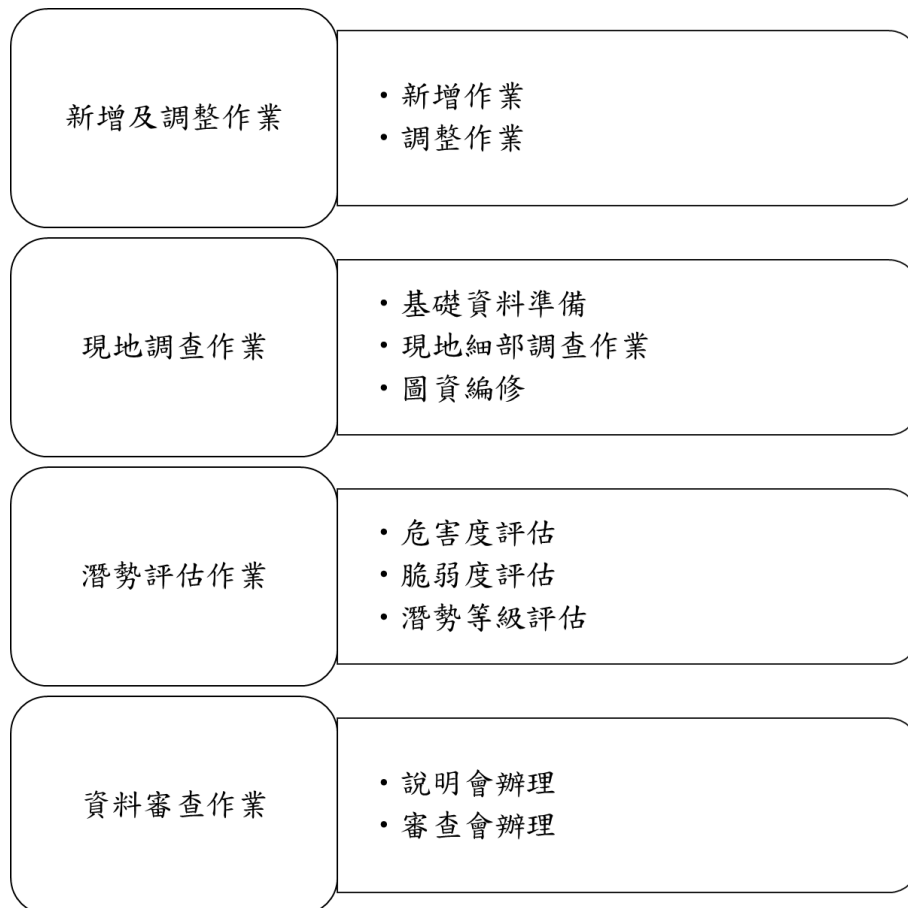 新增及調整作業
・新增作業
・調整作業
現地調查作業
・基礎資料準備
・現地細部調查作業
・圖資編修
潛勢評估作業
・危害度評估
・脆弱度評估
・潛勢等級評估
資料審查作業
・說明會辦理
・審查會辦理